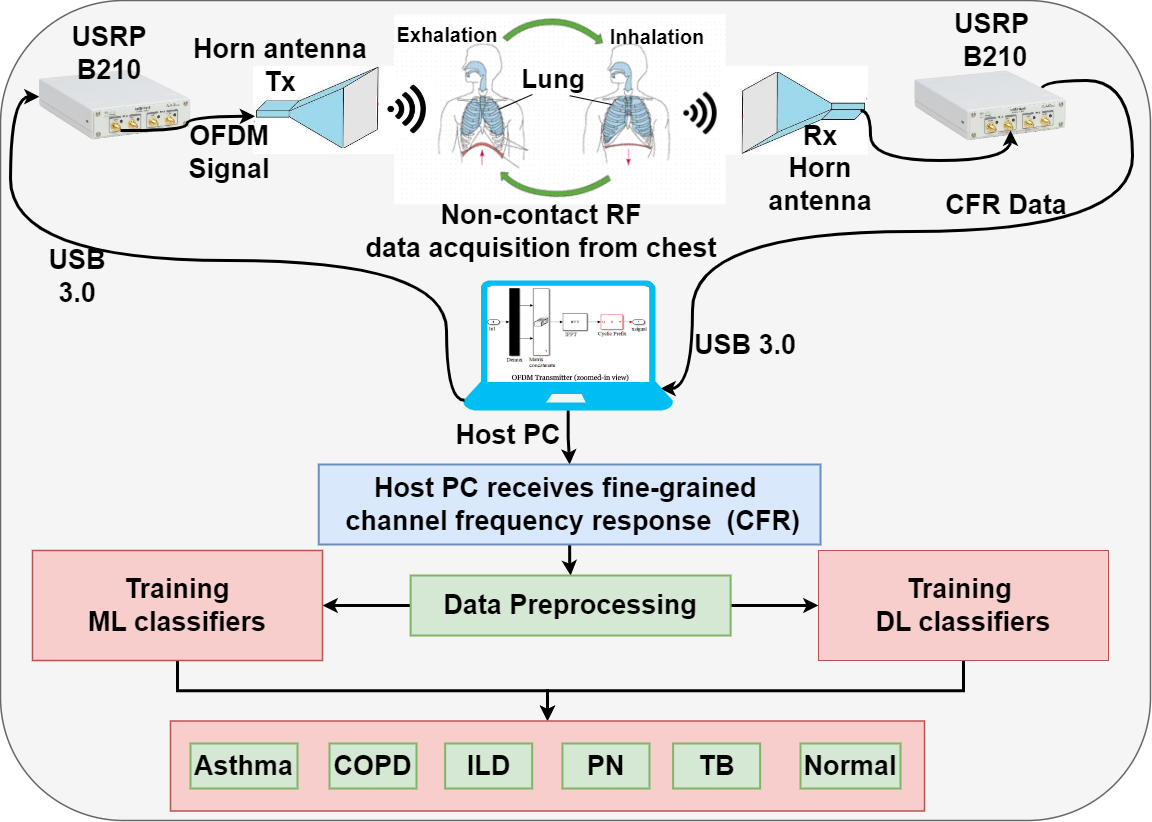 USRP
B210
Horn antenna
Tx
OFDM
Signal
Exhalation
Inhalation
Lung
Non-contact RF
data acquisition from chest
USRP
B210
Rx
Horn
antenna
CFR Data
USB
3.0
USB 3.0
In1
Demux
Matrix
concatenate
IFFT
Cyclic Prefix
OFDM Transmitter (zoomed-in view)
Host PC
Host PC receives fine-grained
channel frequency response (CFR)
Training
ML classifiers
Data Preprocessing
Training
DL classifiers
Asthma
COPD
ILD
PN
TB
Normal